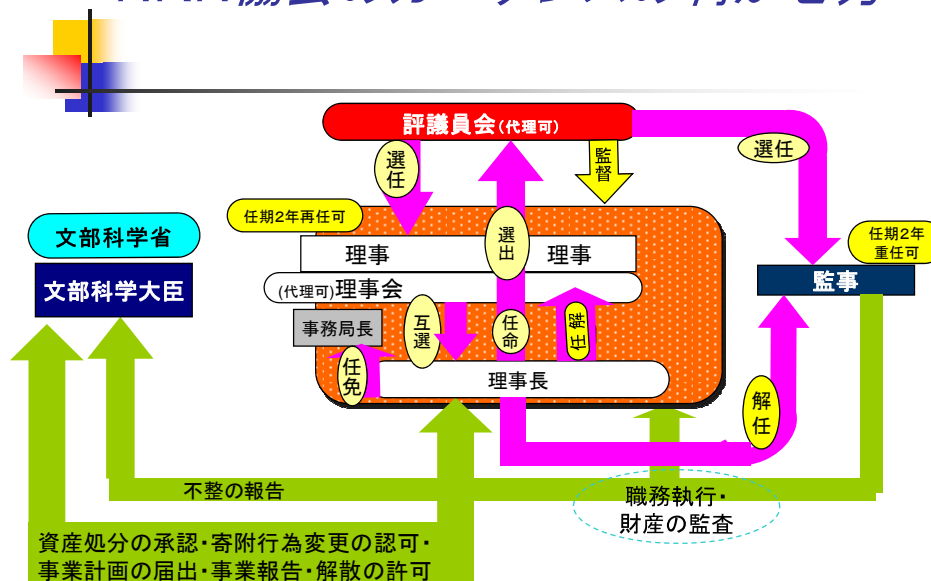 評議員会(代理可)
選任
監督
選任
任期2年再任可
文部科学省
文部科学大臣
理事
選出
理事
任期2年
重任可
監事
(代理可)理事会
事務局長
互選
任命
解任
任免
理事長
解任
不整の報告
職務執行・
財産の監査
資産処分の承認・寄附行為変更の認可・
事業計画の届出・事業報告・解散の許可